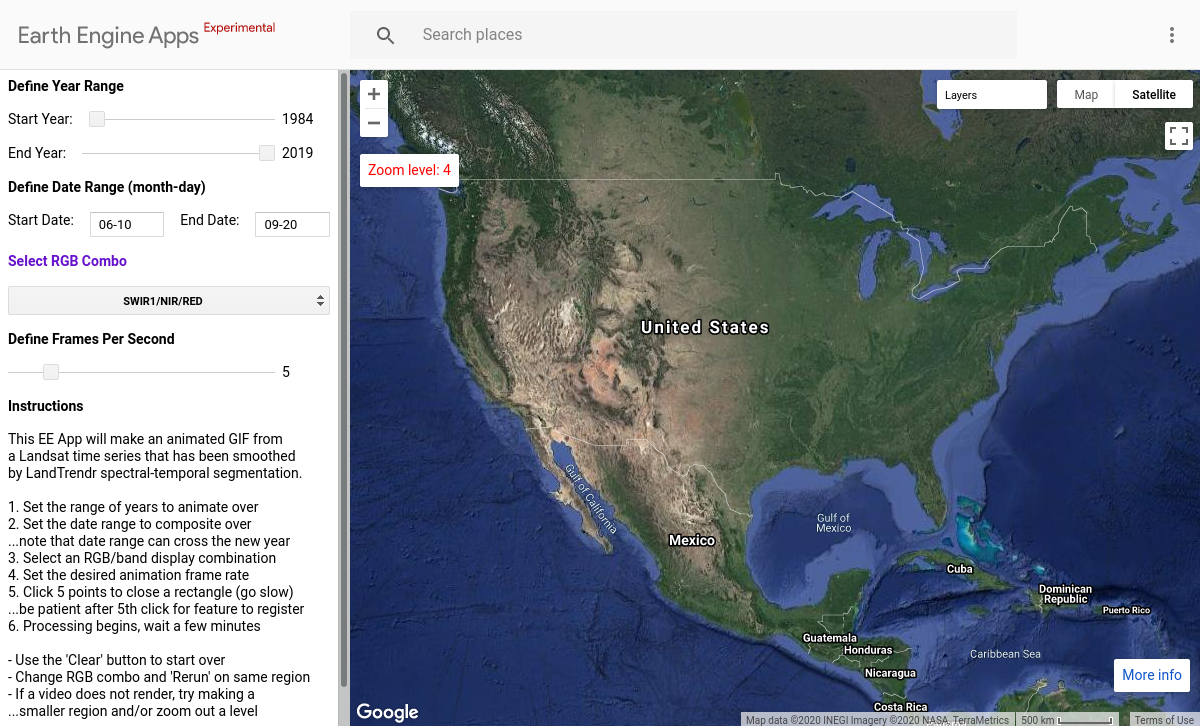 Earth Engine Apps Experimental
Search places
Define Year Range
Start Year: 1984
End Year: 2019
Define Date Range (month-day)
Start Date: 06-10 End Date: 09-20
Select RGB Combo
SWIR1/NIR/RED
Define Frames Per Second
5
Instructions
This EE App will make an animated GIF from
a Landsat time series that has been smoothed
by LandTrendr spectral-temporal segmentation.
1. Set the range of years to animate over
2. Set the date range to composite over
...note that date range can cross the new year
3. Select an RGB/band display combination
4. Set the desired animation frame rate
5. Click 5 points to close a rectangle (go slow)
...be patient after 5th click for feature to register
6. Processing begins, wait a few minutes
- Use the 'Clear' button to start over
- Change RGB combo and 'Rerun' on same region
- If a video does not render, try making a
...smaller region and/or zoom out a level
+
−
Zoom level: 4
Layers
Map Satellite
United States
Gulf of California
Gulf of
Mexico
Mexico
Cuba
Dominican
Republic
Puerto Rico
Guatemala
Honduras
Caribbean Sea
Nicaragua
Costa Rica
More info
Google
Map data ©2020 INEGI Imagery ©2020 NASA, TerraMetrics 500 km Terms of Use